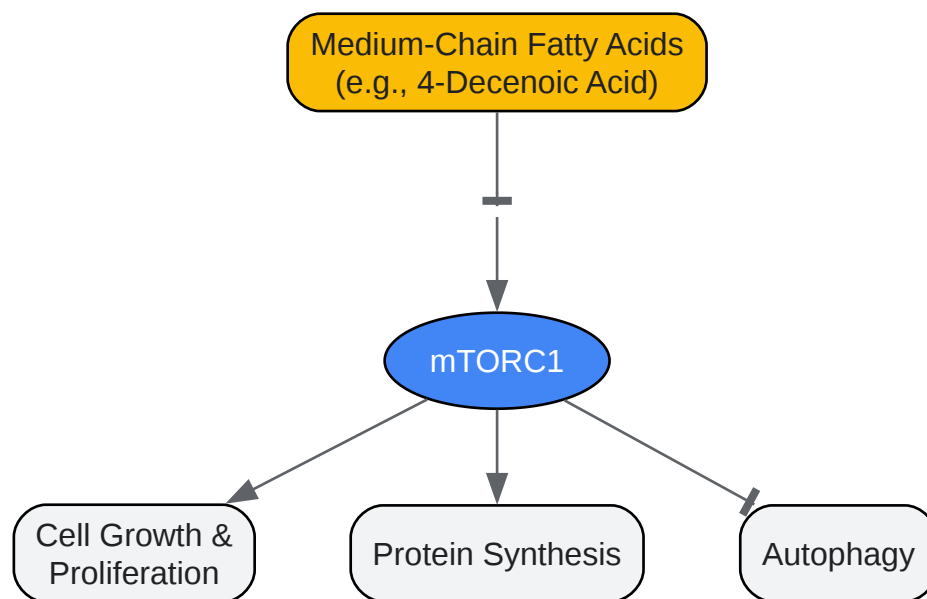 Medium-Chain Fatty Acids
(e.g., 4-Decenoic Acid)
mTORC1
Cell Growth &
Proliferation
Protein Synthesis
Autophagy